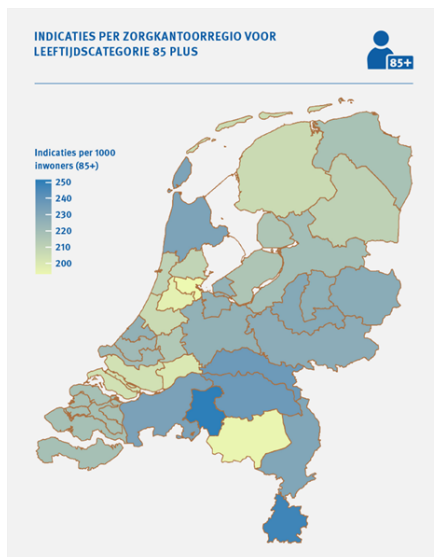 INDICATIES PER ZORGKANTOORREGIO VOOR
LEEFTIJDSCATEGORIE 85 PLUS
85+
Indicaties per 1000
inwoners (85+)
250
240
230
220
210
200